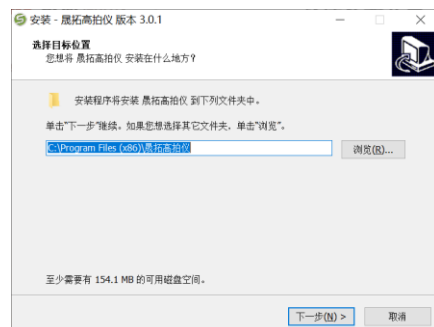 安装 - 晟拓高拍仪 版本 3.0.1
选择目标位置
您想将 晟拓高拍仪 安装在什么地方?
安装程序将安装 晟拓高拍仪 到下列文件夹中。
单击"下一步"继续。如果您想选择其它文件夹，单击"浏览"。
C:\Program Files (x86)\晟拓高拍仪
浏览(R)...
至少需要有 154.1 MB 的可用磁盘空间。
下一步(N) >
取消